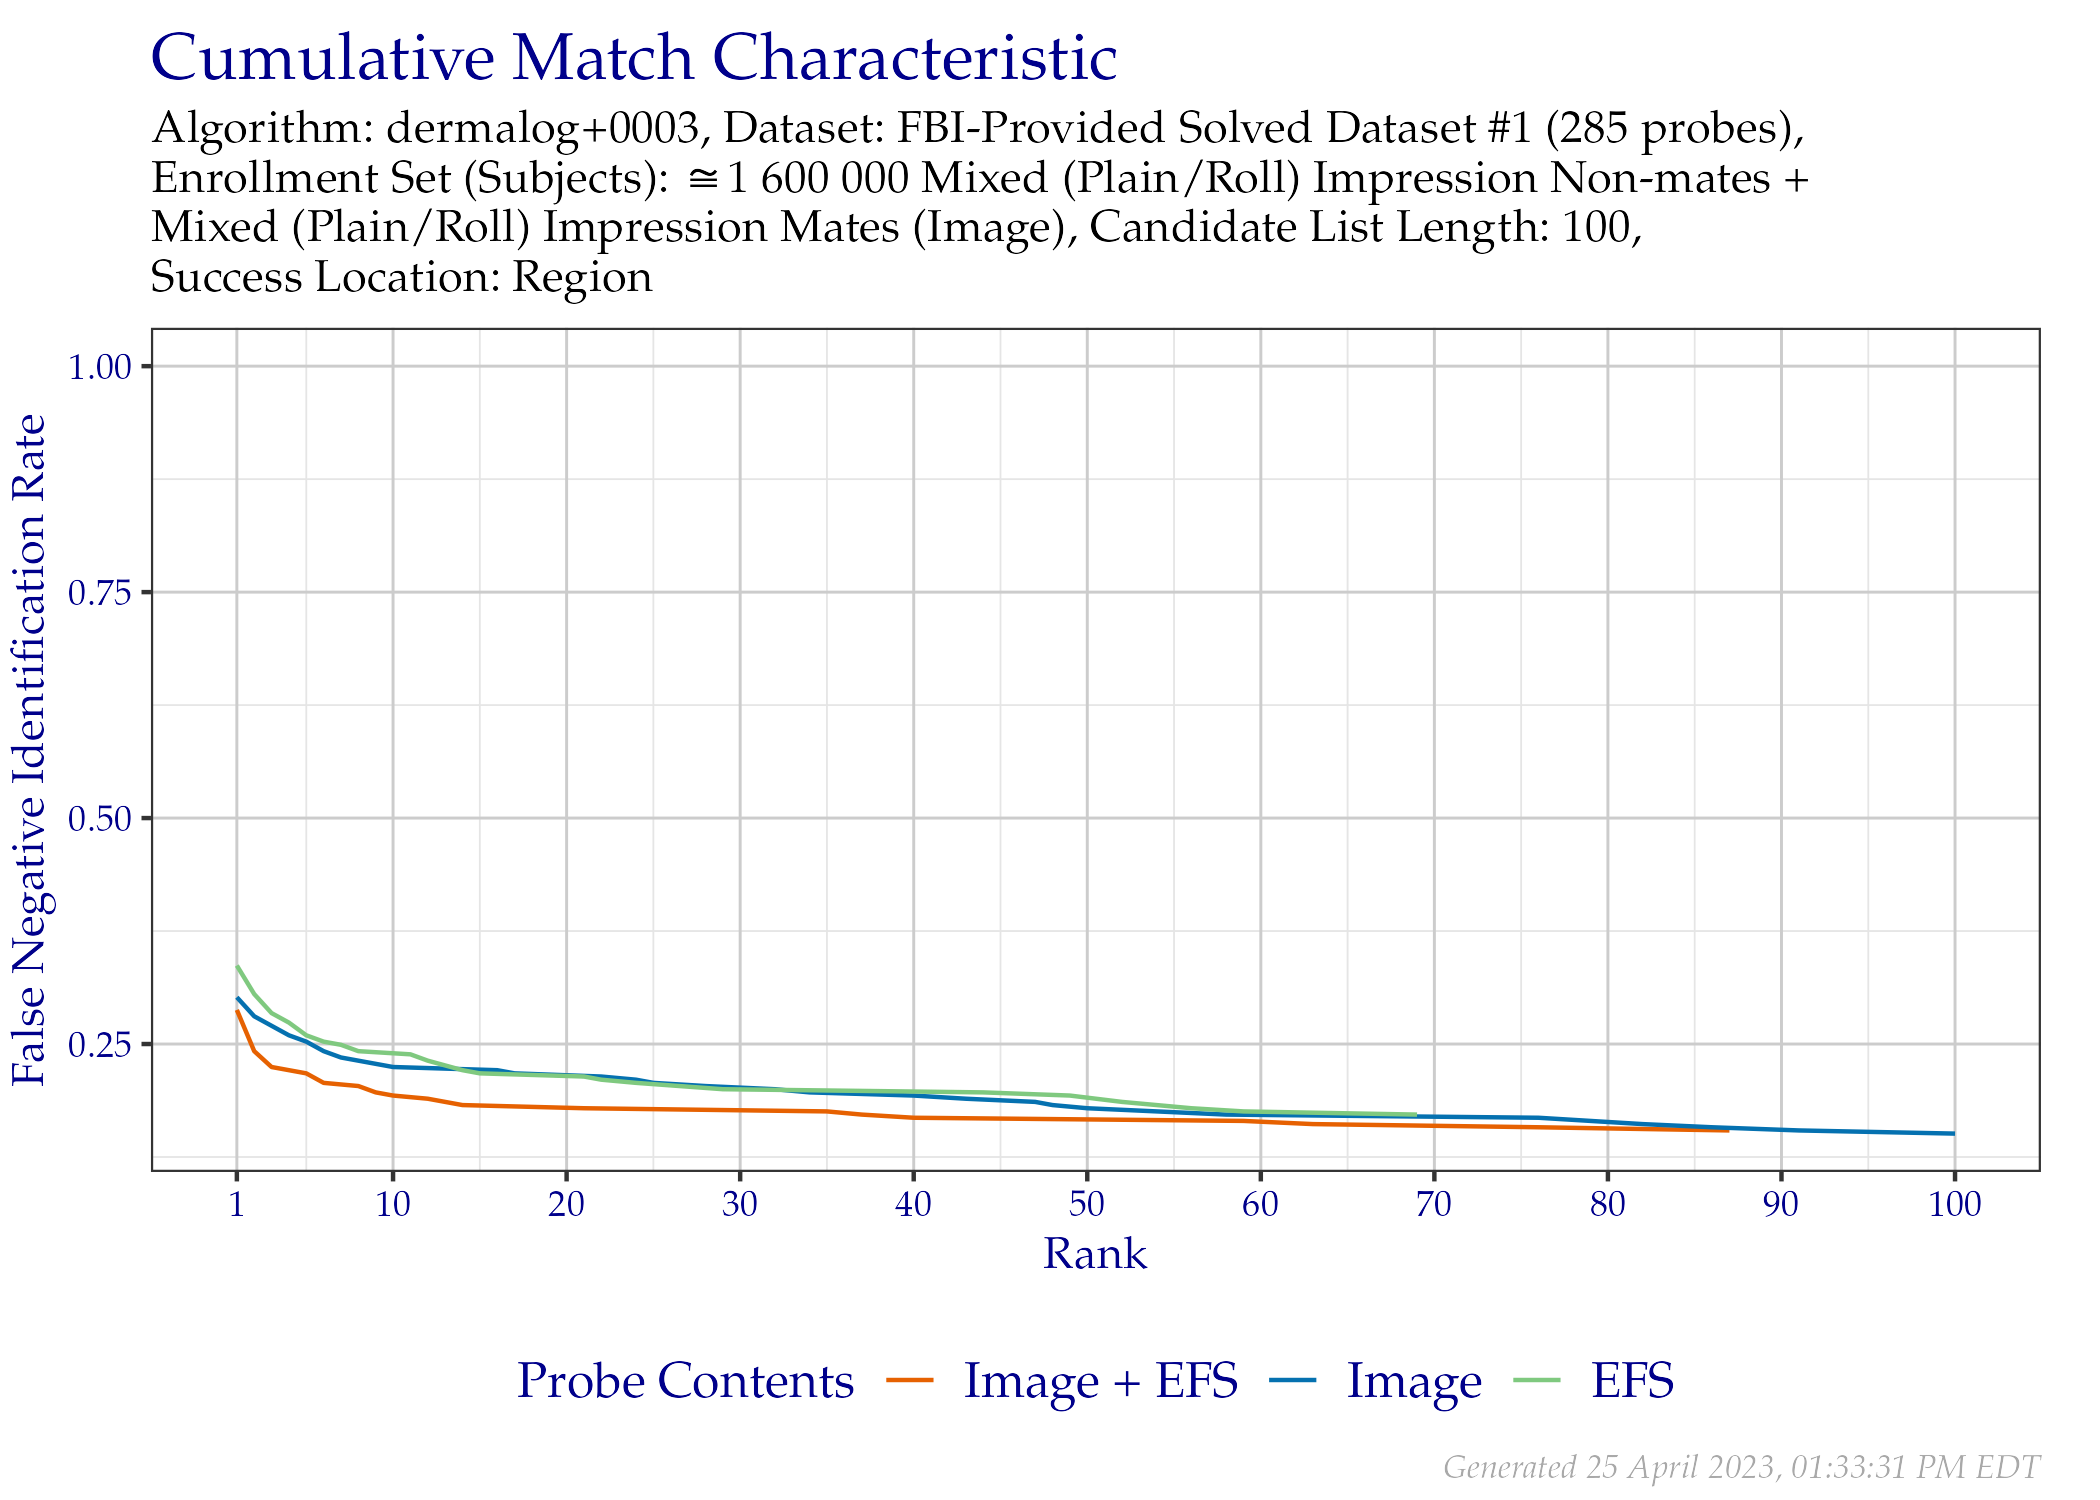 Cumulative Match Characteristic
Algorithm: dermalog+0003, Dataset: FBI-Provided Solved Dataset #1 (285 probes),
Enrollment Set (Subjects): ≅1 600 000 Mixed (Plain/Roll) Impression Non-mates +
Mixed (Plain/Roll) Impression Mates (Image), Candidate List Length: 100,
Success Location: Region
False Negative Identification Rate
1.00
0.75
0.50
0.25
1 10 20 30 40 50 60 70 80 90 100
Rank
Probe Contents Image + EFS Image EFS
Generated 25 April 2023, 01:33:31 PM EDT